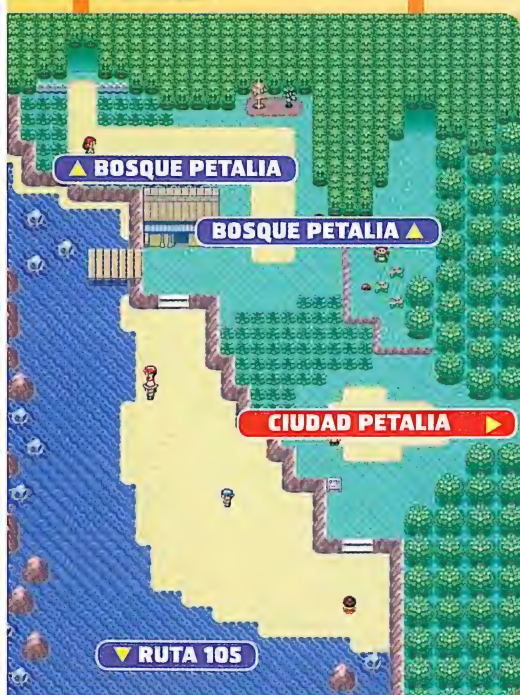 ▲ BOSQUE PETALIA
BOSQUE PETALIA ▲
CIUDAD PETALIA ▶
▼ RUTA 105